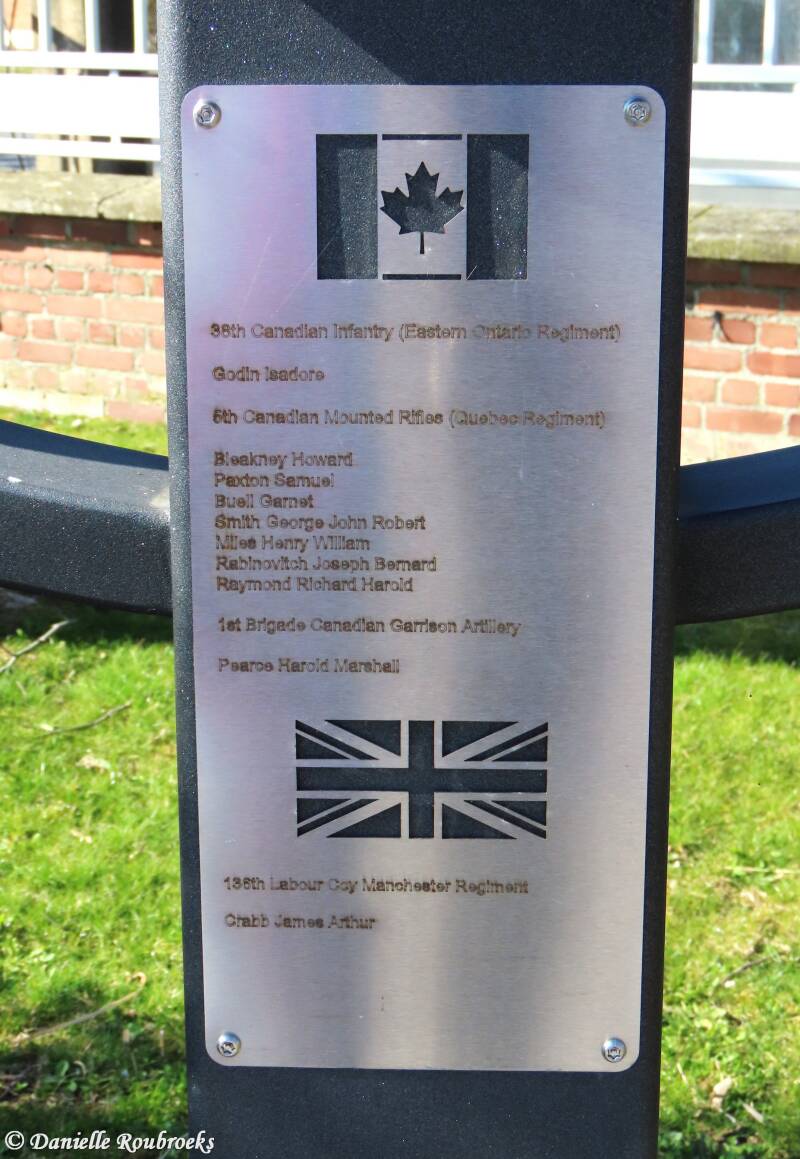 38th Canadian Infantry (Eastern Ontario Regiment)
Godin Isadore
5th Canadian Mounted Rifles (Quebec Regiment)
Bleakney Howard
Paxton Samuel
Buell Garnet
Smith George John Robert
Miles Henry William
Rabinovitch Joseph Bernard
Raymond Richard Harold
1st Brigade Canadian Garrison Artillery
Pearce Harold Marshall
136th Labour Coy Manchester Regiment
Crabb James Arthur
© Danielle Roubroeks